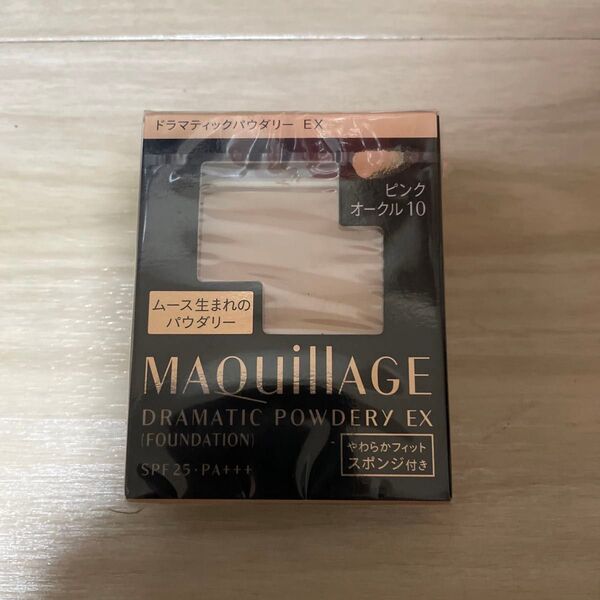 ドラマティックパウダリー EX
ピンク
オークル10
ムース生まれの
パウダリー
MAQuillAGE
DRAMATIC POWDERY EX
(FOUNDATION)
SPF25・PA+++
やわらかフィット
スポンジ付き